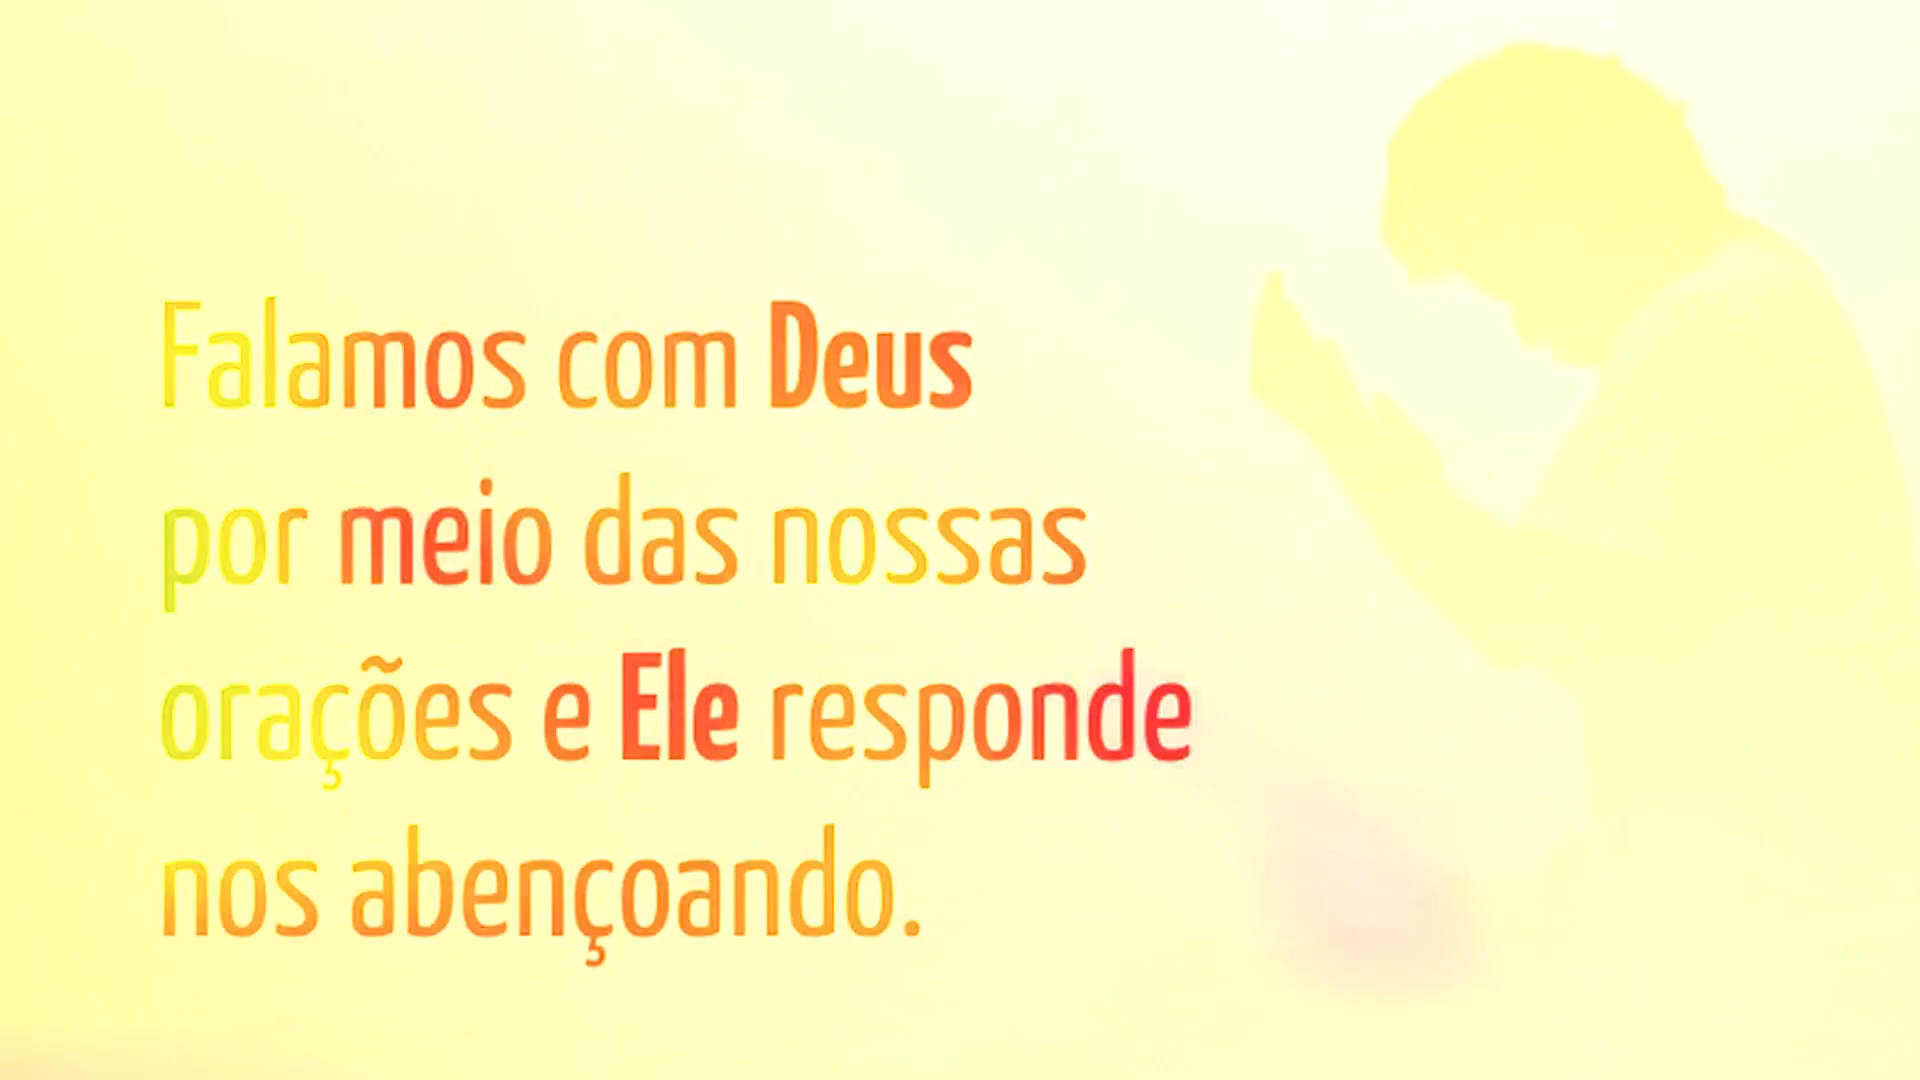 Falamos com Deus
por meio das nossas
orações e Ele responde
nos abençoando.